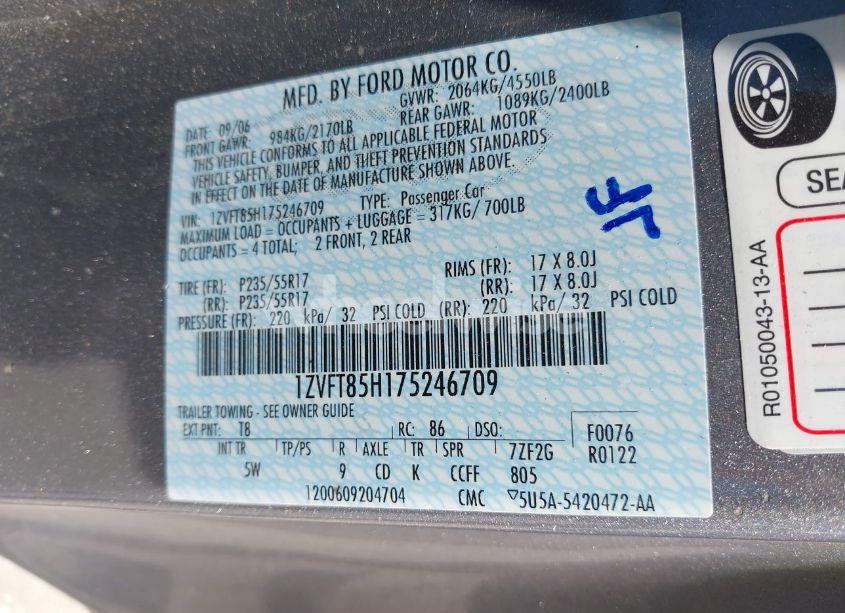 MFD. BY FORD MOTOR CO.
DATE 09/06 GVWR: 2064KG/4550LB
FRONT GAWR: 984KG/2170LB REAR GAWR: 1089KG/2400LB
THIS VEHICLE CONFORMS TO ALL APPLICABLE FEDERAL MOTOR
VEHICLE SAFETY, BUMPER, AND THEFT PREVENTION STANDARDS
IN EFFECT ON THE DATE OF MANUFACTURE SHOWN ABOVE.
VIN: 1ZVFT85H175246709 TYPE: Passenger Car
MAXIMUM LOAD = OCCUPANTS + LUGGAGE = 317KG/ 700LB
OCCUPANTS = 4 TOTAL; 2 FRONT, 2 REAR
TIRE (FR): P235/55R17 RIMS (FR): 17 X 8.0J
(RR): P235/55R17 (RR): 17 X 8.0J
PRESSURE (FR): 220 kPa/ 32 PSI COLD (RR): 220 kPa/ 32 PSI COLD
1ZVFT85H175246709
TRAILER TOWING - SEE OWNER GUIDE
EXT PNT: T8 RC: 86 DSO: F0076
INT TR TP/PS R AXLE TR SPR 7ZF2G R0122
5W 9 CD K CCFF 805
1200609204704 CMC ▽5U5A-5420472-AA
R01050043-13-AA
SEA